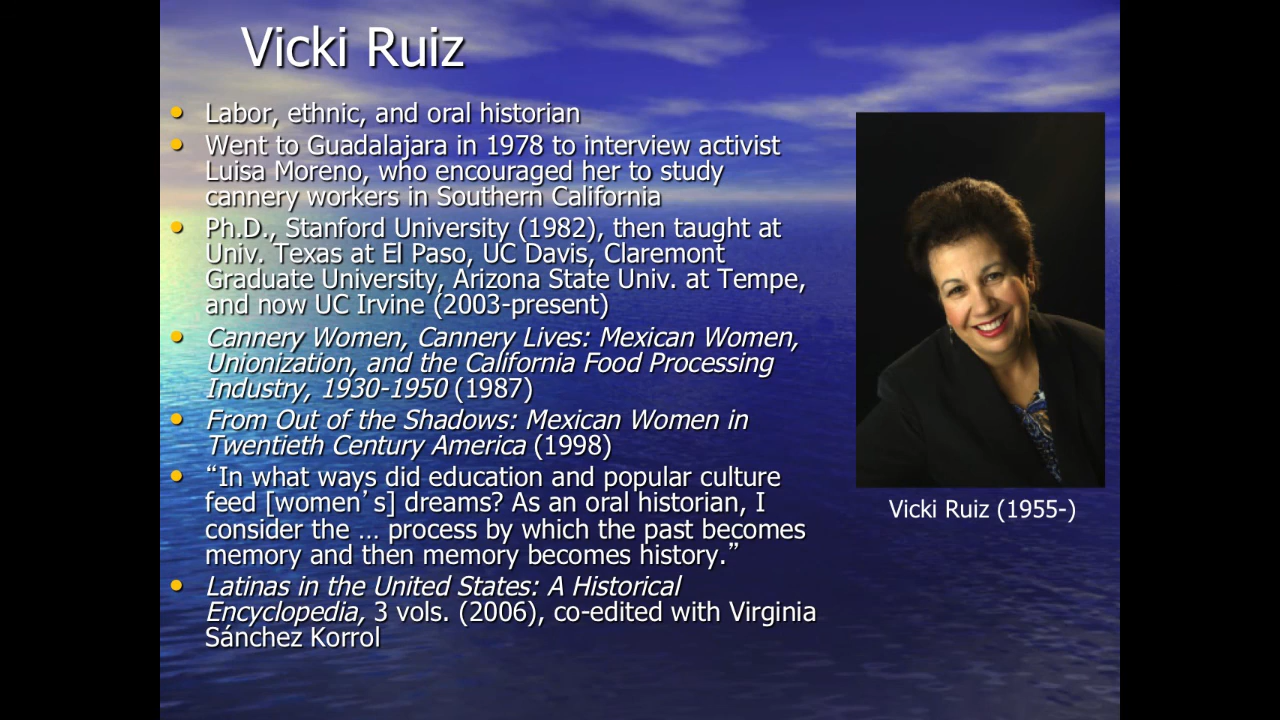 Vicki Ruiz
• Labor, ethnic, and oral historian
• Went to Guadalajara in 1978 to interview activist
Luisa Moreno, who encouraged her to study
cannery workers in Southern California
• Ph.D., Stanford University (1982), then taught at
Univ. Texas at El Paso, UC Davis, Claremont
Graduate University, Arizona State Univ. at Tempe,
and now UC Irvine (2003-present)
• Cannery Women, Cannery Lives: Mexican Women,
Unionization, and the California Food Processing
Industry, 1930-1950 (1987)
• From Out of the Shadows: Mexican Women in
Twentieth Century America (1998)
• “In what ways did education and popular culture
feed [women’s] dreams? As an oral historian, I
consider the … process by which the past becomes
memory and then memory becomes history.”
• Latinas in the United States: A Historical
Encyclopedia, 3 vols. (2006), co-edited with Virginia
Sánchez Korrol
Vicki Ruiz (1955-)